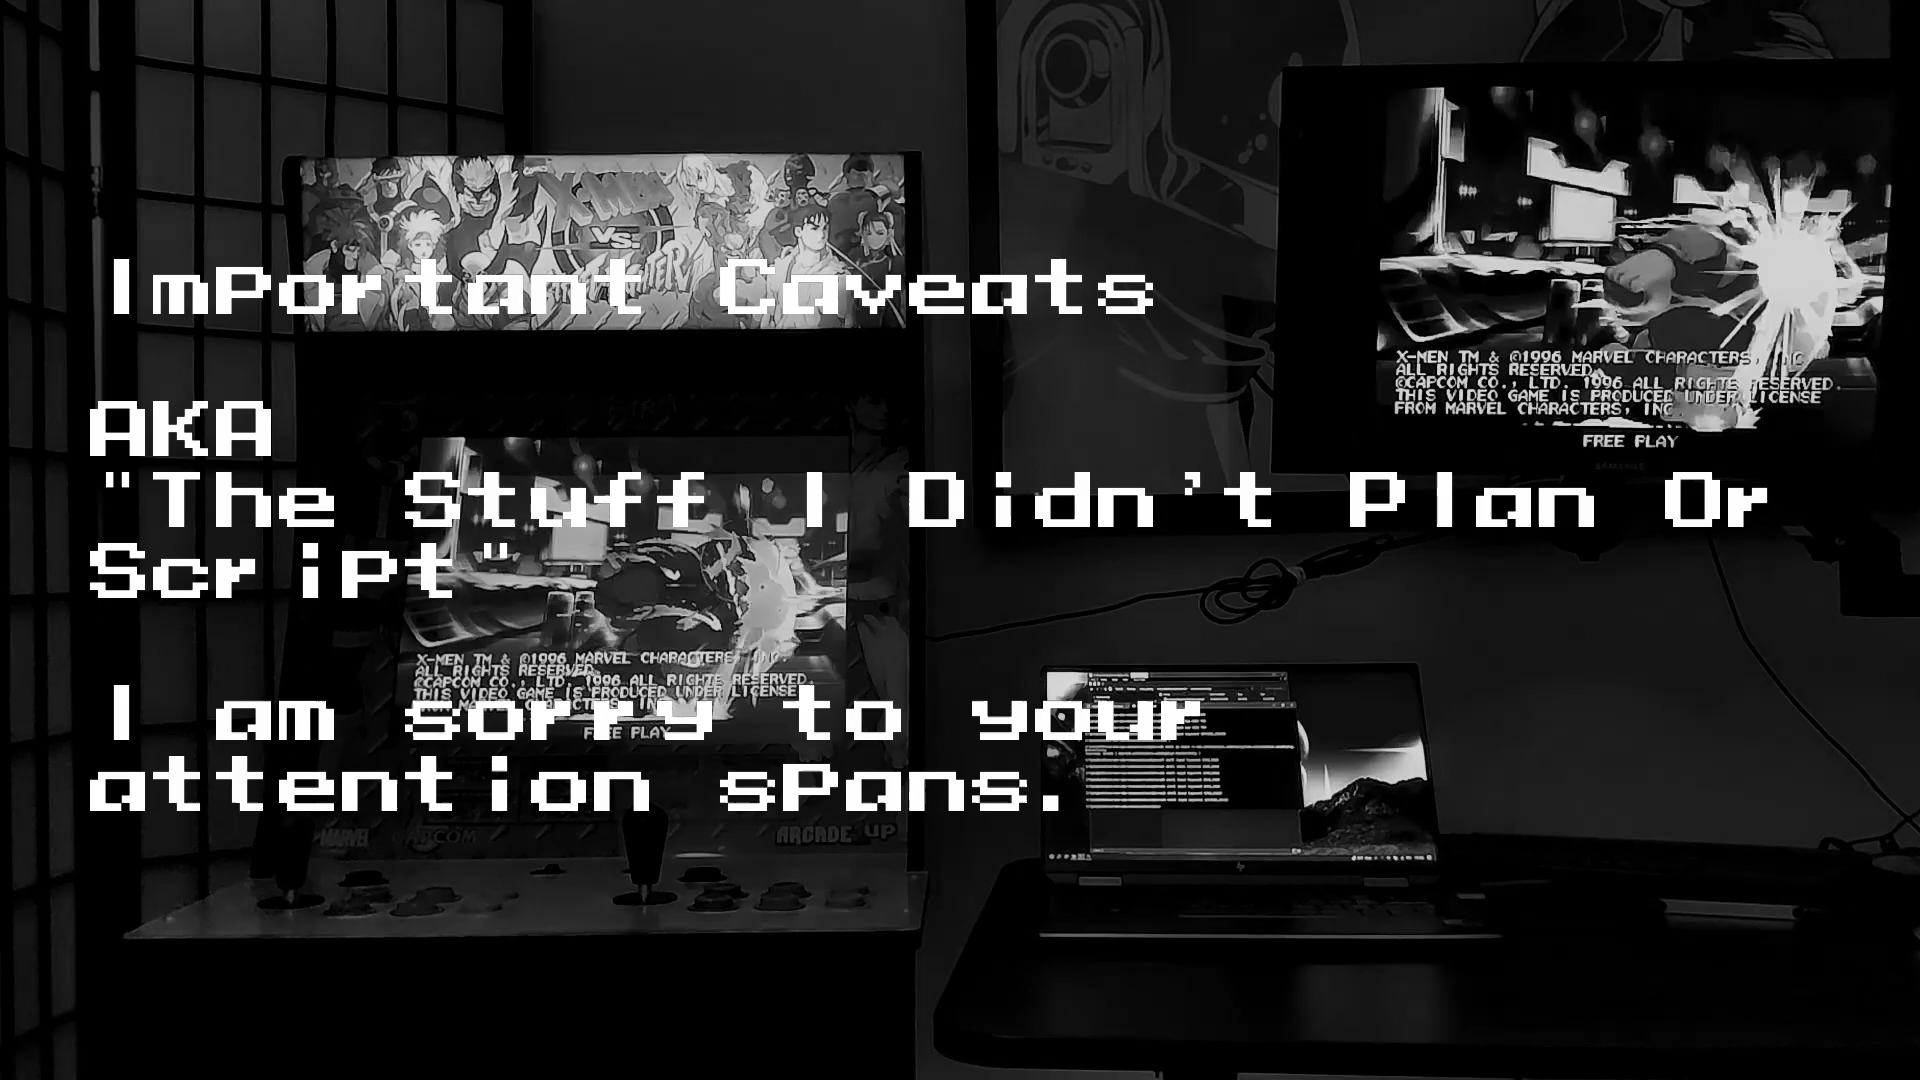 X-MEN
VS.
Important Caveats
AKA
"The Stuff I Didn't Plan Or
Script"
I am sorry to your
attention spans.
X-MEN TM & ©1996 MARVEL CHARACTERS, INC.
ALL RIGHTS RESERVED.
©CAPCOM CO., LTD. 1996 ALL RIGHTS RESERVED.
THIS VIDEO GAME IS PRODUCED UNDER LICENSE
FROM MARVEL CHARACTERS, INC
FREE PLAY
X-MEN TM & ©1996 MARVEL CHARACTERS, INC.
ALL RIGHTS RESERVED.
©CAPCOM CO., LTD. 1996 ALL RIGHTS RESERVED.
THIS VIDEO GAME IS PRODUCED UNDER LICENSE
FREE PLAY
MARVEL CAPCOM
ARCADE UP
SAMSUNG
hp